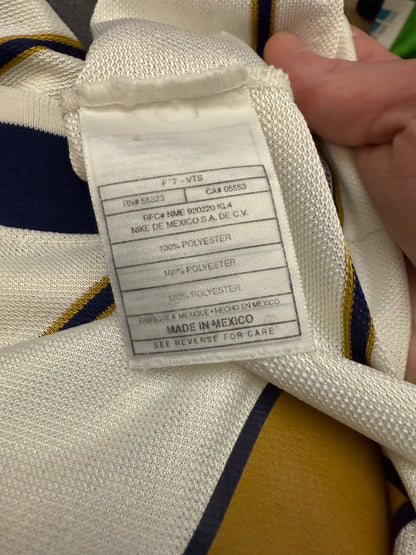 F'7 - VTS
RN# 56323 CA# 05553
RFC# NME 920220 KL4
NIKE DE MEXICO S.A. DE C.V.
100% POLYESTER
100% POLYESTER
100% POLYESTER
FABRIQUE A MEXIQUE • HECHO EN MEXICO
MADE IN MEXICO
SEE REVERSE FOR CARE